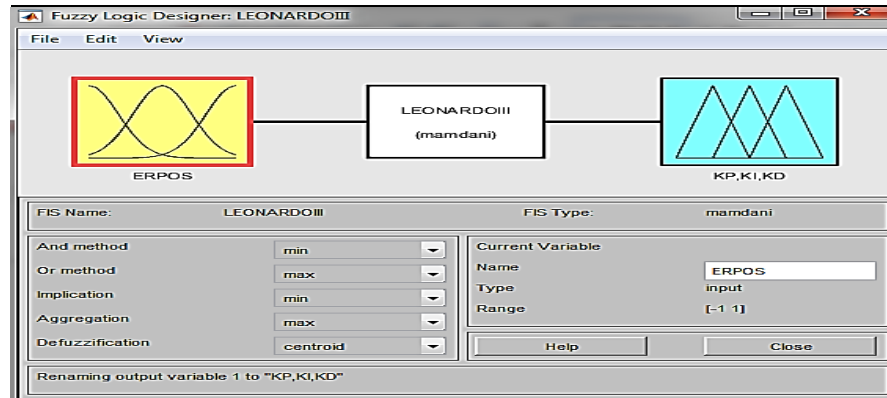 Fuzzy Logic Designer: LEONARDOIII
File Edit View
LEONARDOIII
(mamdani)
ERPOS
KP,KI,KD
FIS Name: LEONARDOIII FIS Type: mamdani
And method min
Or method max
Implication min
Aggregation max
Defuzzification centroid
Current Variable
Name ERPOS
Type input
Range [-1 1]
Help Close
Renaming output variable 1 to "KP,KI,KD"